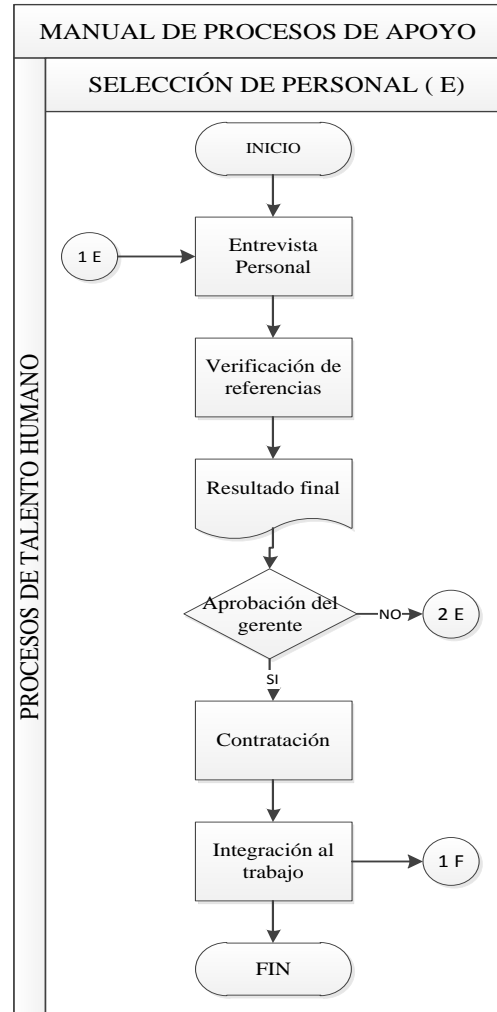 MANUAL DE PROCESOS DE APOYO
SELECCIÓN DE PERSONAL ( E)
PROCESOS DE TALENTO HUMANO
INICIO
1 E
Entrevista
Personal
Verificación de
referencias
Resultado final
Aprobación del
gerente
NO
2 E
SI
Contratación
Integración al
trabajo
1 F
FIN